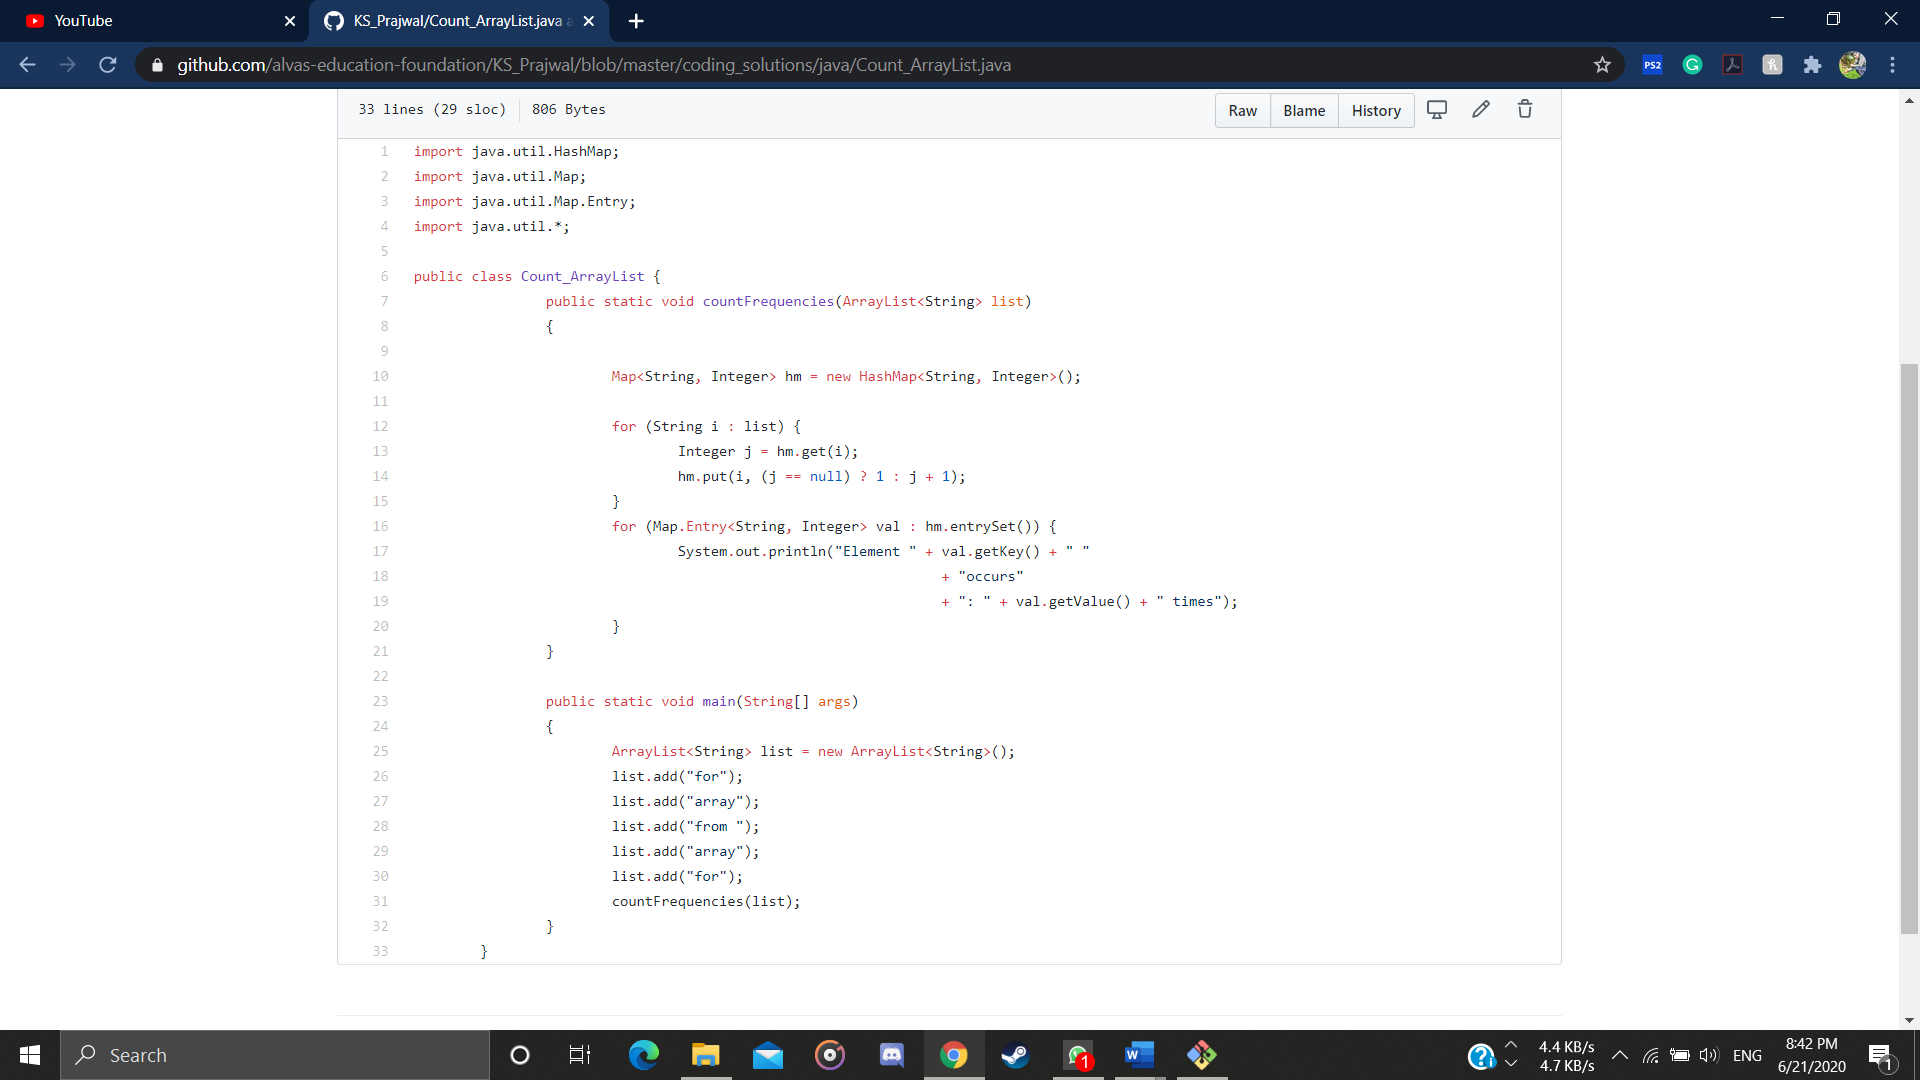 YouTube
KS_Prajwal/Count_ArrayList.java a
github.com/alvas-education-foundation/KS_Prajwal/blob/master/coding_solutions/java/Count_ArrayList.java
PS2
33 lines (29 sloc) 806 Bytes
Raw Blame History
1 import java.util.HashMap;
2 import java.util.Map;
3 import java.util.Map.Entry;
4 import java.util.*;
5
6 public class Count_ArrayList {
7 public static void countFrequencies(ArrayList<String> list)
8 {
9
10 Map<String, Integer> hm = new HashMap<String, Integer>();
11
12 for (String i : list) {
13 Integer j = hm.get(i);
14 hm.put(i, (j == null) ? 1 : j + 1);
15 }
16 for (Map.Entry<String, Integer> val : hm.entrySet()) {
17 System.out.println("Element " + val.getKey() + " "
18 + "occurs"
19 + ": " + val.getValue() + " times");
20 }
21 }
22
23 public static void main(String[] args)
24 {
25 ArrayList<String> list = new ArrayList<String>();
26 list.add("for");
27 list.add("array");
28 list.add("from ");
29 list.add("array");
30 list.add("for");
31 countFrequencies(list);
32 }
33 }
Search
1
W
4.4 KB/s
4.7 KB/s
ENG
8:42 PM
6/21/2020
1